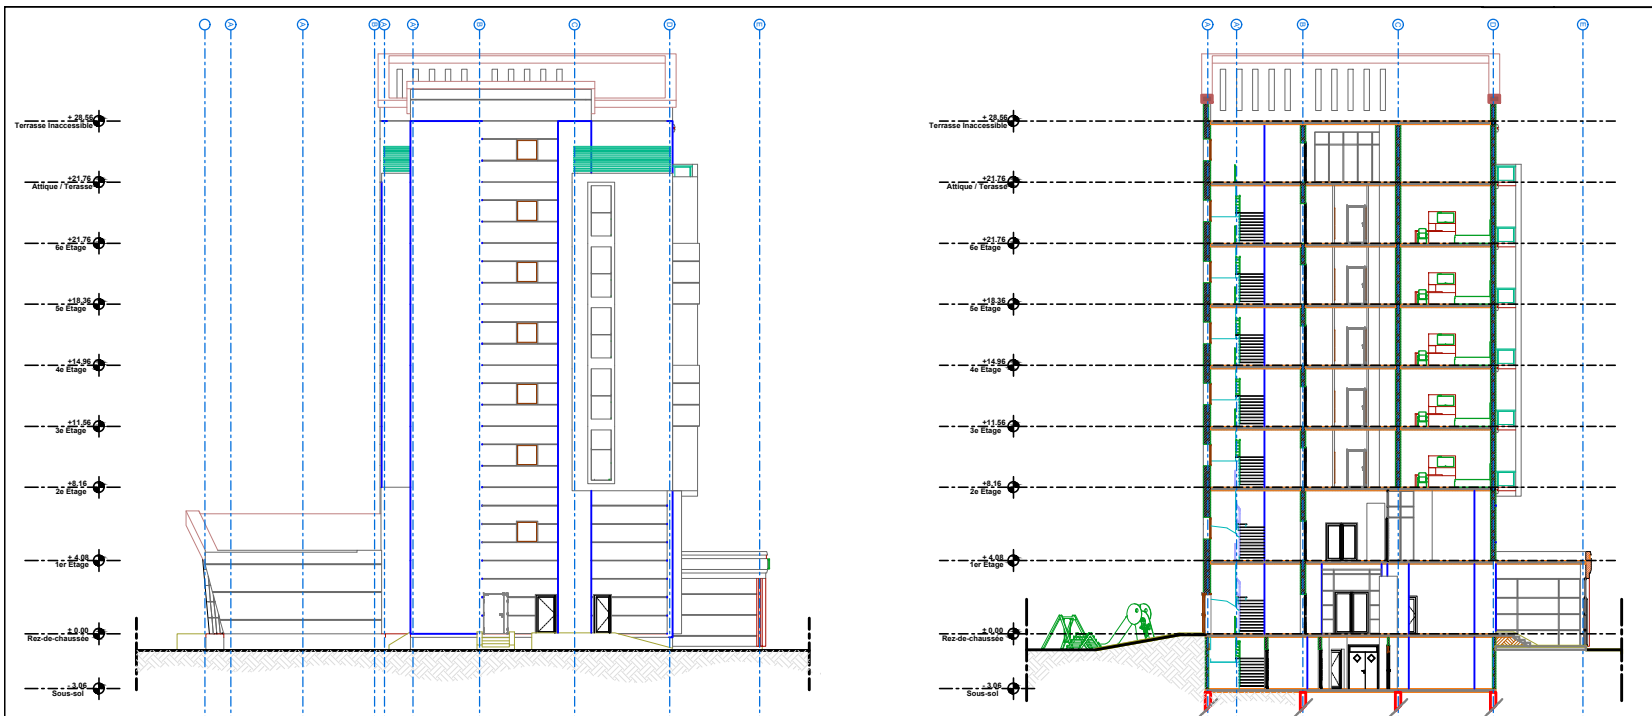 A A B A A B C D E
A A B C D E
+ 28.56
Terrasse Inaccessible
+21.76
Attique / Terasse
+21.76
6e Etage
+18.36
5e Etage
+14.96
4e Etage
+11.56
3e Etage
+8.16
2e Etage
+ 4.08
1er Etage
± 0.00
Rez-de-chaussée
- 3.06
Sous-sol
+ 28.56
Terrasse Inaccessible
+21.76
Attique / Terasse
+21.76
6e Etage
+18.36
5e Etage
+14.96
4e Etage
+11.56
3e Etage
+8.16
2e Etage
+ 4.08
1er Etage
± 0.00
Rez-de-chaussée
- 3.06
Sous-sol